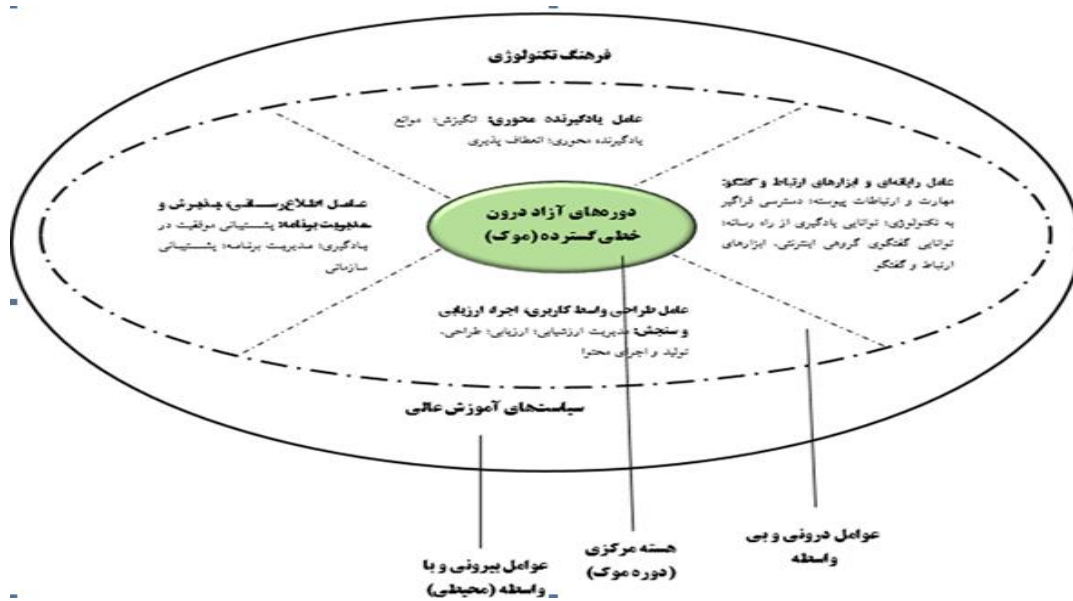 فرهنگ تکنولوژی
عامل یادگیرنده محوری: انگیزش؛ موانع
یادگیرنده محوری؛ انعطاف پذیری
عامل رایانه‌ای و ابزارهای ارتباط و گفتگو:
مهارت و ارتباطات پیوسته؛ دسترسی فراگیر
به تکنولوژی؛ توانایی یادگیری از راه رسانه؛
توانایی گفتگوی گروهی اینترنتی، ابزارهای
ارتباط و گفتگو
دوره‌های آزاد درون
خطی گسترده (موک)
عامل اطلاع‌رسانی، پذیرش و
مدیریت برنامه: پشتیبانی موفقیت در
یادگیری؛ مدیریت برنامه؛ پشتیبانی
سازمانی
عامل طراحی واسط کاربری، اجرا، ارزیابی
و سنجش: مدیریت ارزشیابی؛ ارزیابی؛ طراحی،
تولید و اجرای محتوا
سیاست‌های آموزش عالی
عوامل درونی و بی
واسطه
هسته مرکزی
(دوره موک)
عوامل بیرونی و با
واسطه (محیطی)